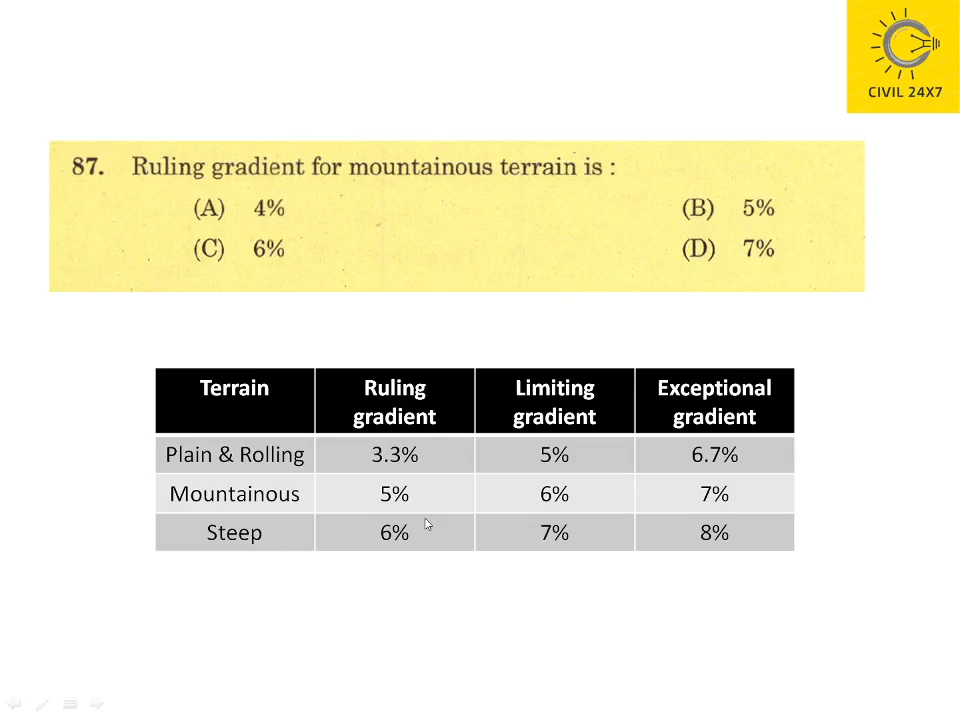 CIVIL 24X7
87. Ruling gradient for mountainous terrain is :
(A) 4% (B) 5%
(C) 6% (D) 7%
Terrain Ruling gradient Limiting gradient Exceptional gradient
Plain & Rolling 3.3% 5% 6.7%
Mountainous 5% 6% 7%
Steep 6% 7% 8%